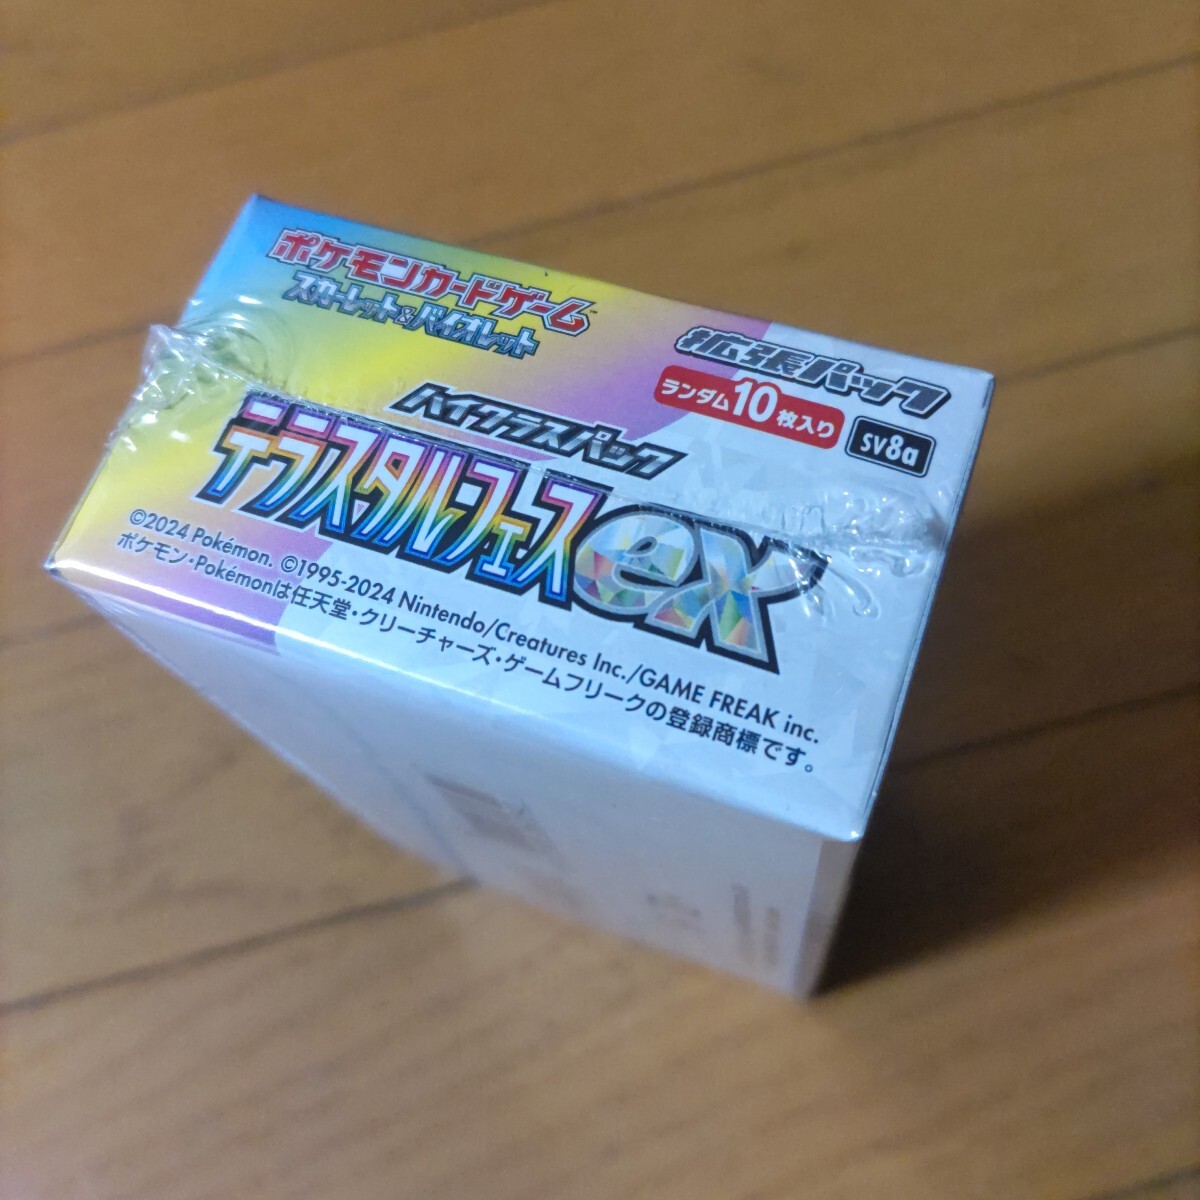 ポケモンカードゲーム™
スカーレット&バイオレット
拡張パック
ランダム10枚入り
SV8a
ハイクラスパック
テラスタルフェスex
©2024 Pokémon. ©1995-2024 Nintendo/Creatures Inc./GAME FREAK inc.
ポケモン・Pokémonは任天堂・クリーチャーズ・ゲームフリークの登録商標です。